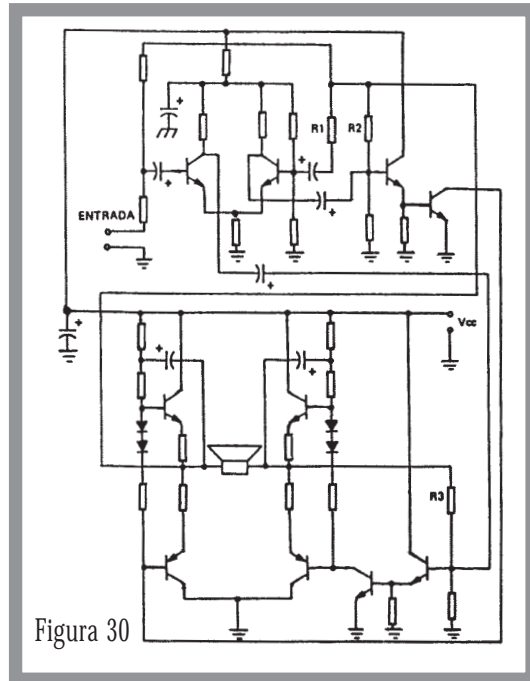 R1
R2
ENTRADA
Vcc
R3
Figura 30
+
+
+
+
+
+
+
+